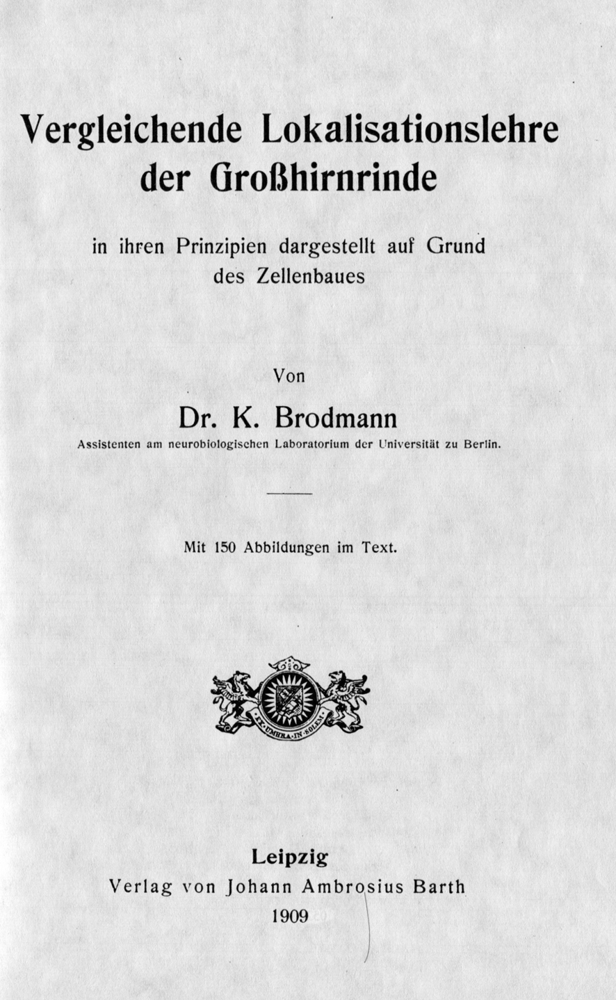 Vergleichende Lokalisationslehre
der Großhirnrinde
in ihren Prinzipien dargestellt auf Grund
des Zellenbaues
Von
Dr. K. Brodmann
Assistenten am neurobiologischen Laboratorium der Universität zu Berlin.
Mit 150 Abbildungen im Text.
EX·UMBRA·IN·SOLEM
Leipzig
Verlag von Johann Ambrosius Barth
1909